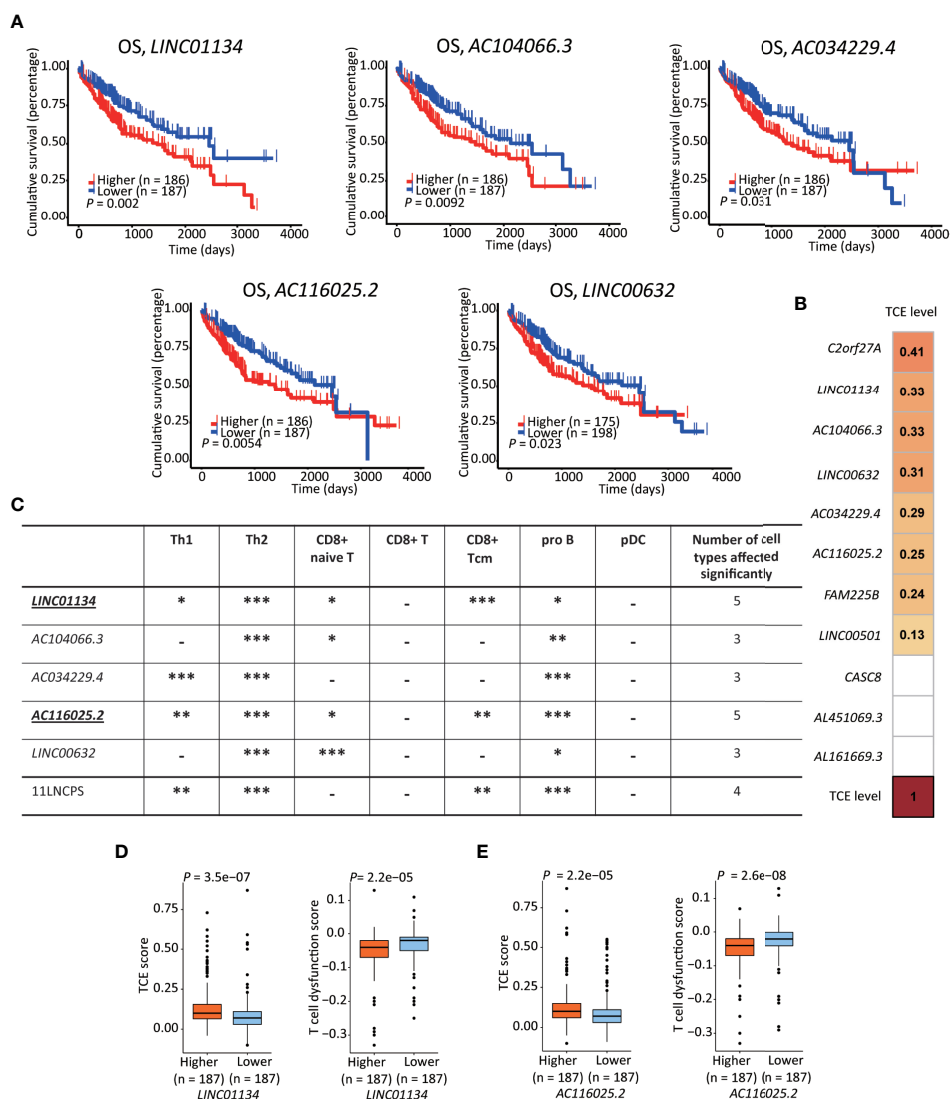 A
OS, LINC01134
Cumulative survival (percentage)
1.00
0.75
0.50
0.25
0.00
Higher (n = 186)
Lower (n = 187)
P = 0.002
0 1000 2000 3000 4000
Time (days)
OS, AC104066.3
Cumulative survival (percentage)
1.00
0.75
0.50
0.25
0.00
Higher (n = 186)
Lower (n = 187)
P = 0.0092
0 1000 2000 3000 4000
Time (days)
OS, AC034229.4
Cumulative survival (percentage)
1.00
0.75
0.50
0.25
0.00
Higher (n = 186)
Lower (n = 187)
P = 0.031
0 1000 2000 3000 4000
Time (days)
OS, AC116025.2
Cumulative survival (percentage)
1.00
0.75
0.50
0.25
0.00
Higher (n = 186)
Lower (n = 187)
P = 0.0054
0 1000 2000 3000 4000
Time (days)
OS, LINC00632
Cumulative survival (percentage)
1.00
0.75
0.50
0.25
0.00
Higher (n = 175)
Lower (n = 198)
P = 0.023
0 1000 2000 3000 4000
Time (days)
B
TCE level
C2orf27A 0.41
LINC01134 0.33
AC104066.3 0.33
LINC00632 0.31
AC034229.4 0.29
AC116025.2 0.25
FAM225B 0.24
LINC00501 0.13
CASC8
AL451069.3
AL161669.3
TCE level 1
C
Th1 Th2 CD8+ naive T CD8+ T CD8+ Tcm pro B pDC Number of cell types affected significantly
LINC01134 * *** * - *** * - 5
AC104066.3 - *** * - - ** - 3
AC034229.4 *** *** - - - *** - 3
AC116025.2 ** *** * - ** *** - 5
LINC00632 - *** *** - - * - 3
11LNCPS ** *** - - ** *** - 4
D
P = 3.5e−07
TCE score
0.75
0.50
0.25
0.00
Higher Lower
(n = 187) (n = 187)
LINC01134
P= 2.2e−05
T cell dysfunction score
0.1
0.0
−0.1
−0.2
−0.3
Higher Lower
(n = 187) (n = 187)
LINC01134
E
P = 2.2e−05
TCE score
0.75
0.50
0.25
0.00
Higher Lower
(n = 187) (n = 187)
AC116025.2
P = 2.6e−08
T cell dysfunction score
0.1
0.0
−0.1
−0.2
−0.3
Higher Lower
(n = 187) (n = 187)
AC116025.2